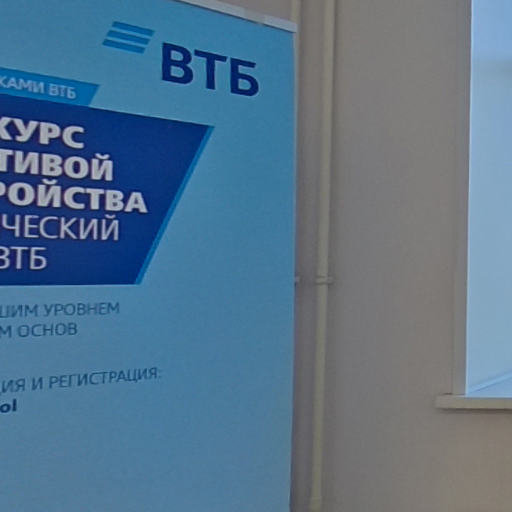 ВТБ
КАМИ ВТБ
КУРС
ТИВОЙ
РОЙСТВА
ЧЕСКИЙ
ВТБ
ШИМ УРОВНЕМ
М ОСНОВ
ЦИЯ И РЕГИСТРАЦИЯ:
ol